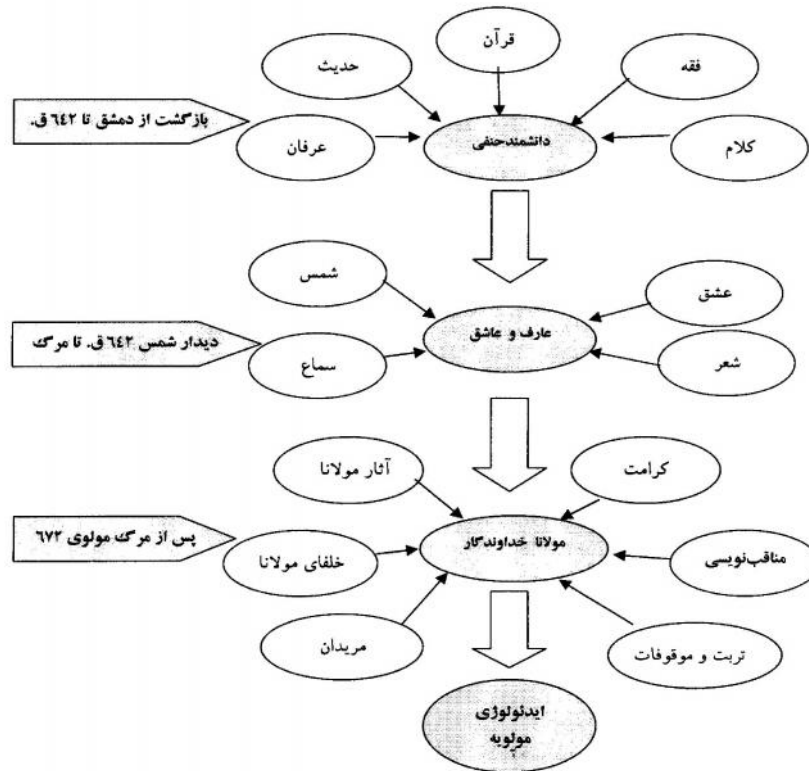 قرآن
حدیث
فقه
بازگشت از دمشق تا ٦٤٢ ق.
دانشمندحنفی
عرفان
کلام
شمس
عشق
دیدار شمس ٦٤٢ ق. تا مرگ
عارف و عاشق
سماع
شعر
آثار مولانا
کرامت
پس از مرگ مولوی ٦٧٢
مولانا خداوندگار
خلفای مولانا
مناقب‌نویسی
مریدان
تربت و موقوفات
ایدئولوژی
مولویه